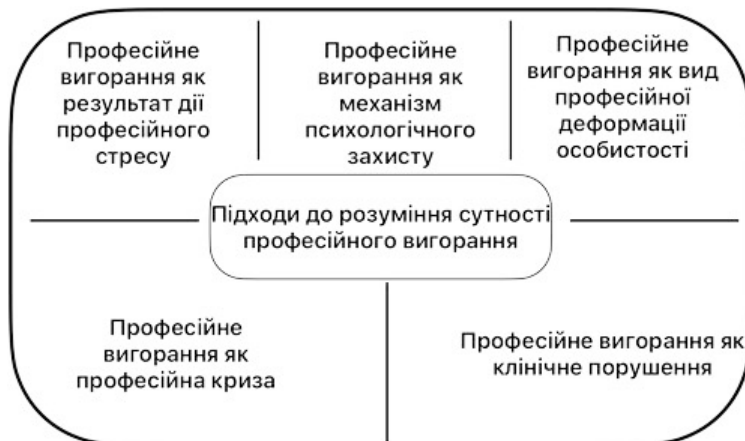 Професійне
вигорання як
результат дії
професійного
стресу
Професійне
вигорання як
механізм
психологічного
захисту
Професійне
вигорання як вид
професійної
деформації
особистості
Підходи до розуміння сутності
професійного вигорання
Професійне
вигорання як
професійна криза
Професійне вигорання як
клінічне порушення